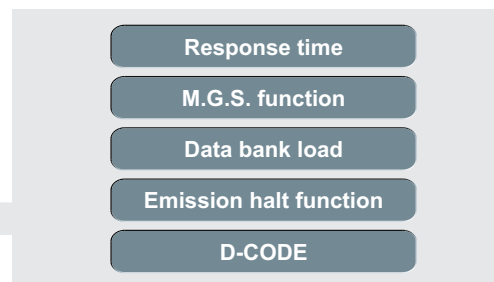 Response time
M.G.S. function
Data bank load
Emission halt function
D-CODE